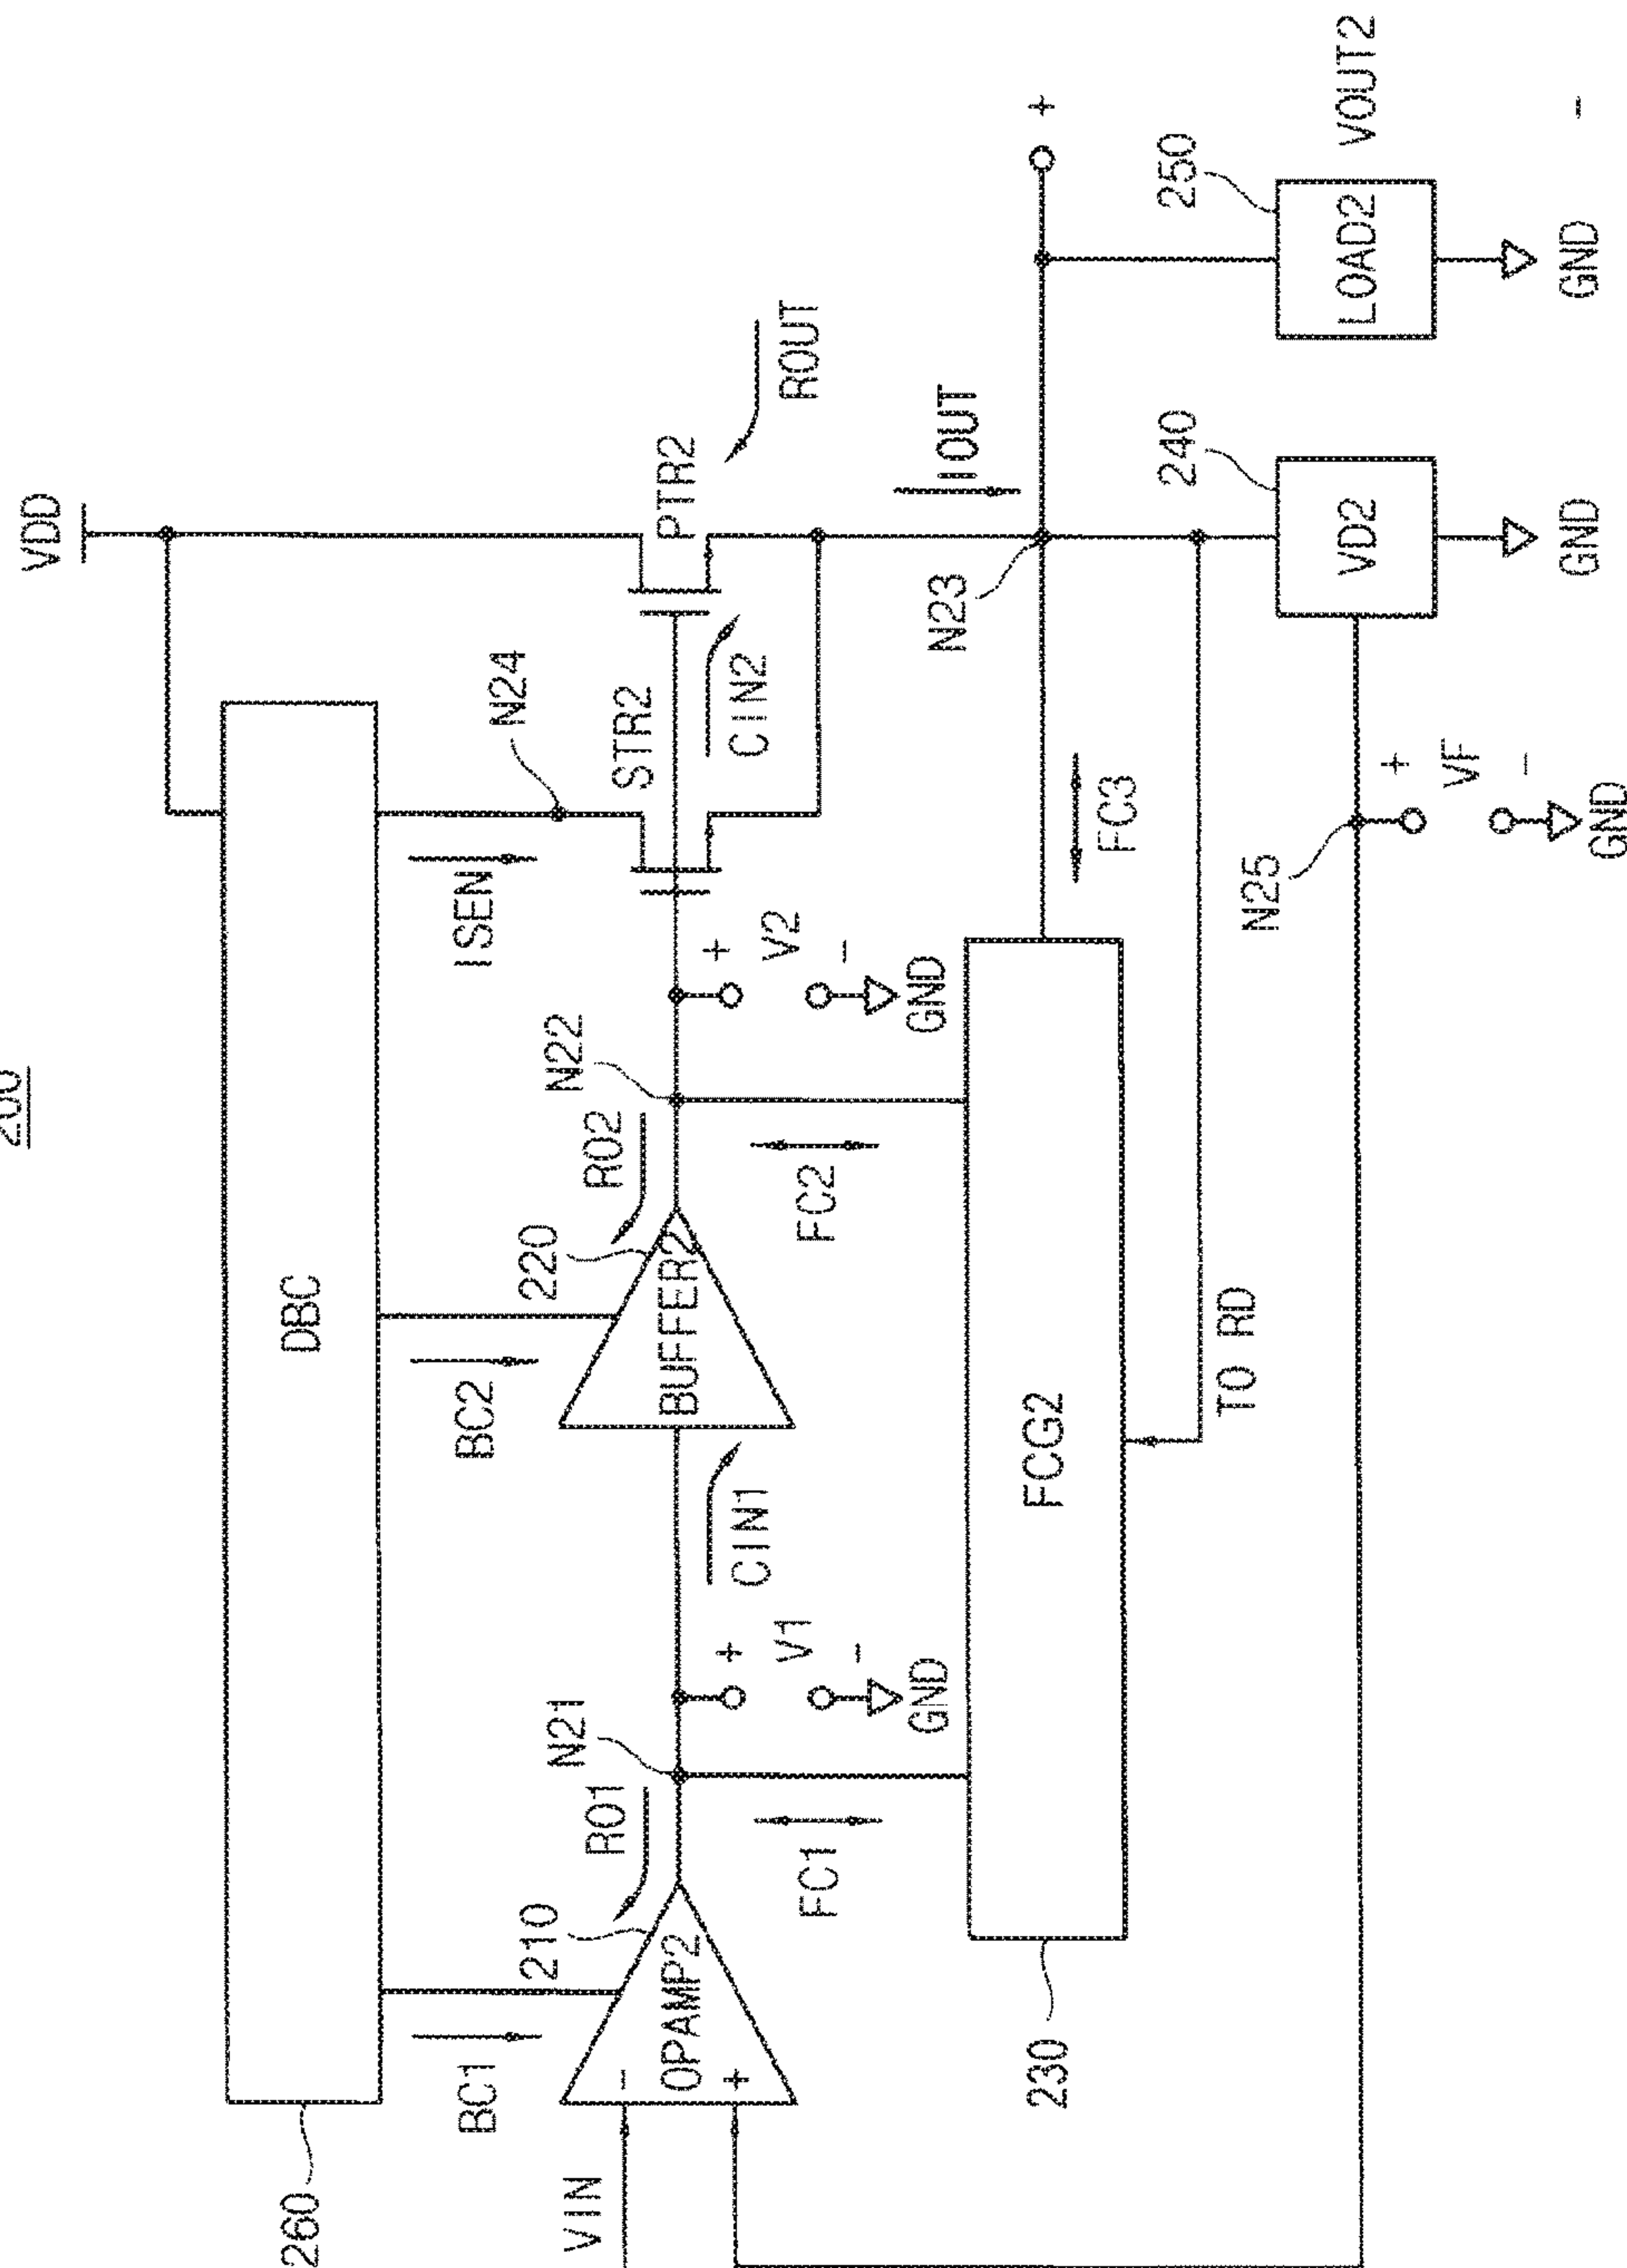 200
VDD
260
DBC
BC1
BC2
ISEN
N24
VIN
210
OPAMP2
-
+
RO1
N21
220
BUFFER2
RO2
N22
STR2
PTR2
ROUT
+
V1
-
GND
CIN1
+
V2
-
GND
CIN2
FC1
FC2
IOUT
N23
+
230
FCG2
FC3
TO RD
240
VD2
GND
250
LOAD2
GND
VOUT2
-
N25
+
VF
-
GND